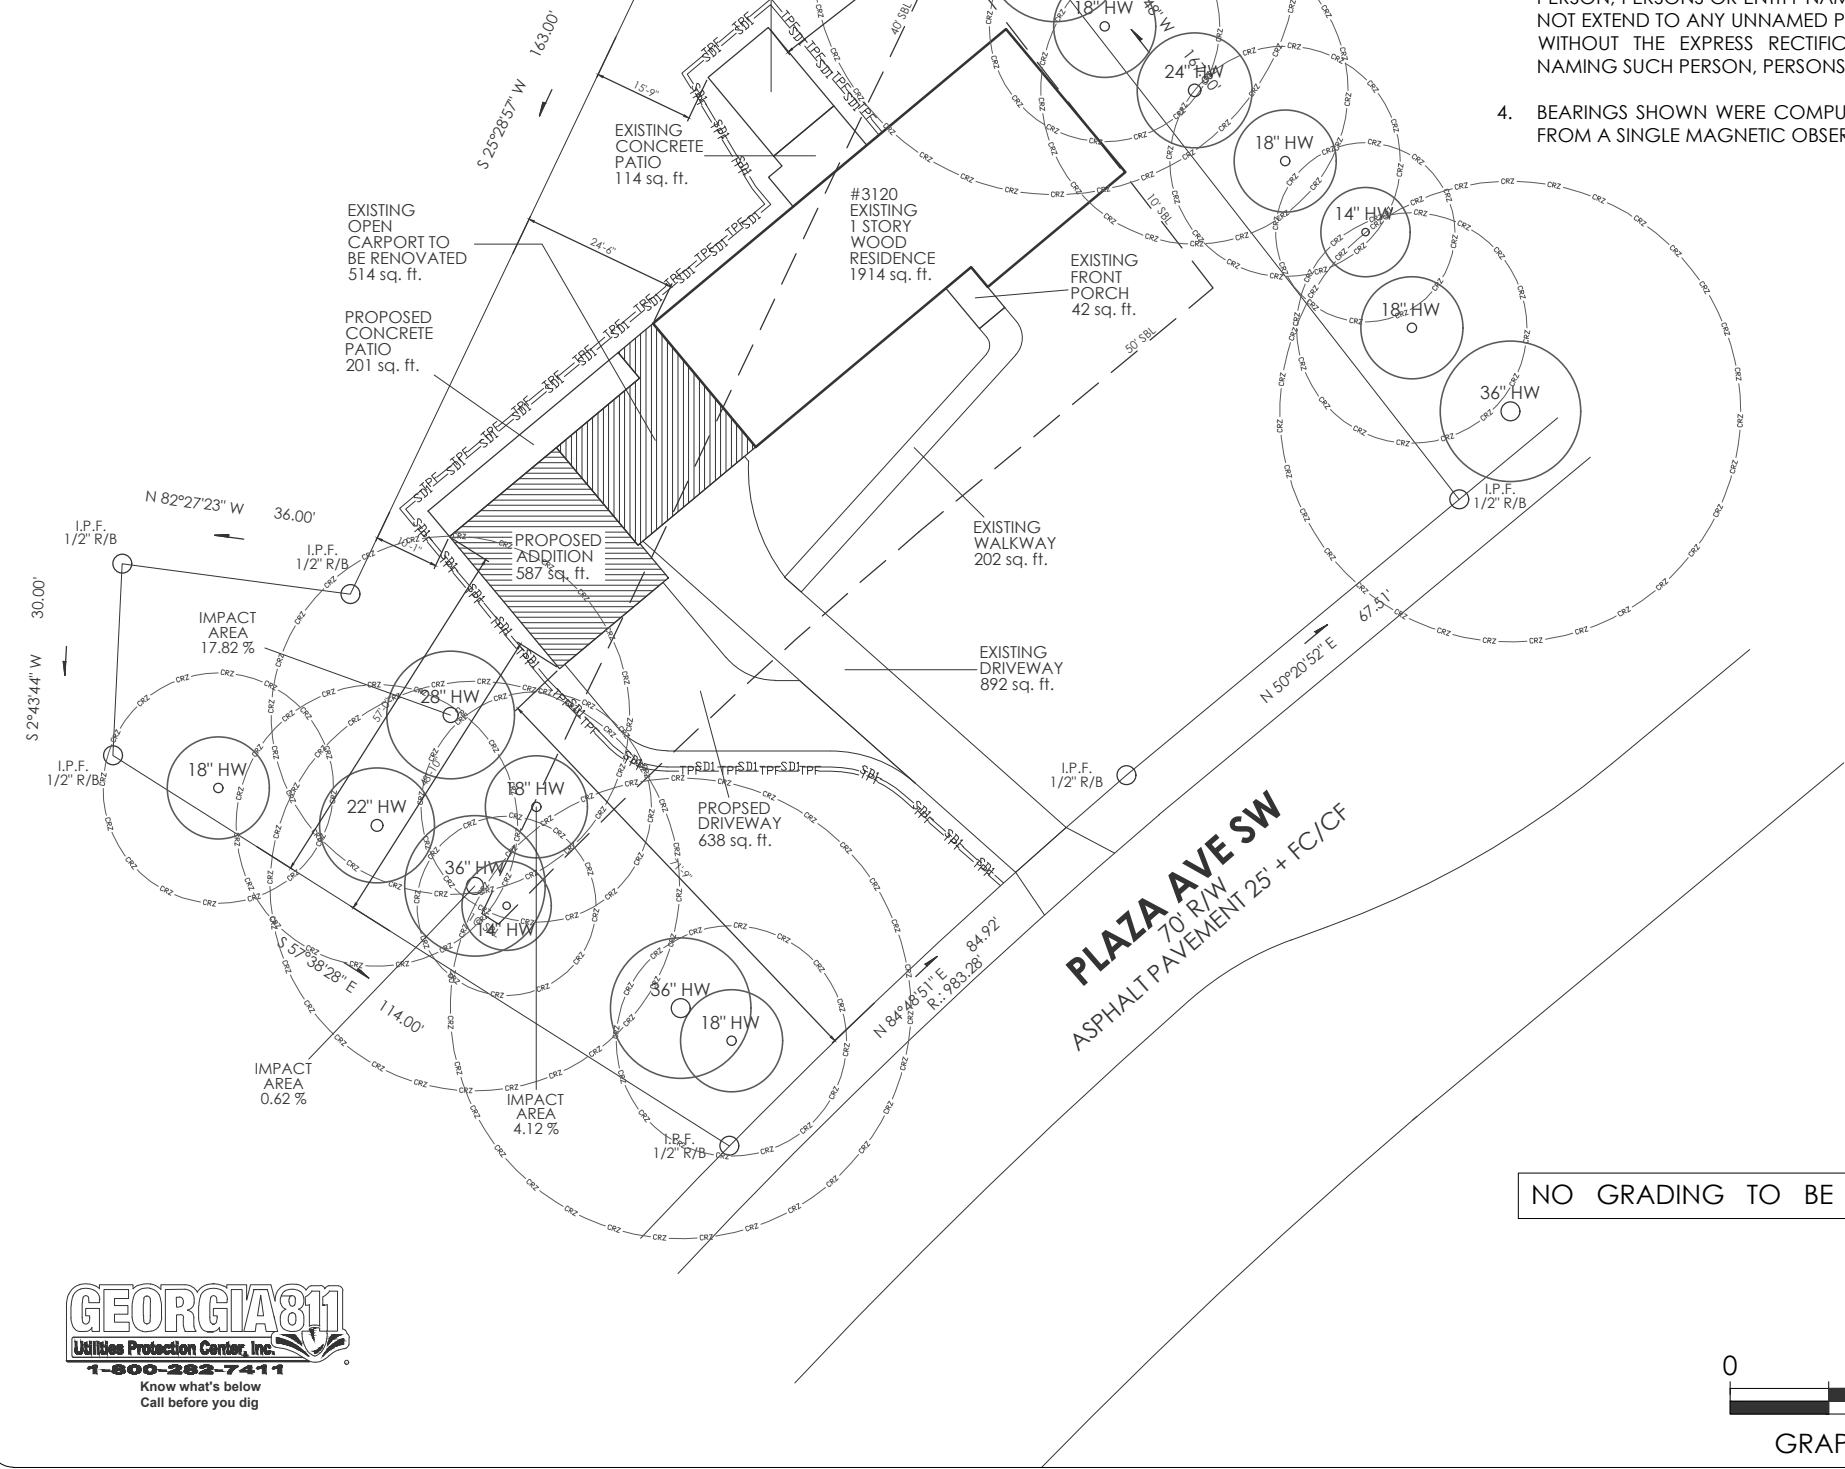 PERSON, PERSONS OR ENTITY
NOT EXTEND TO ANY UNNAMED P
WITHOUT THE EXPRESS RECTIFIC
NAMING SUCH PERSON, PERSONS
4. BEARINGS SHOWN WERE COMPU
FROM A SINGLE MAGNETIC OBSER
S 25°28'57" W 163.00'
15'-9"
40' SBL
18" HW
24" HW
18" HW
14" HW
18" HW
36" HW
EXISTING
CONCRETE
PATIO
114 sq. ft.
EXISTING
OPEN
CARPORT TO
BE RENOVATED
514 sq. ft.
24'-6"
#3120
EXISTING
1 STORY
WOOD
RESIDENCE
1914 sq. ft.
10' SBL
EXISTING
FRONT
PORCH
42 sq. ft.
50' SBL
PROPOSED
CONCRETE
PATIO
201 sq. ft.
I.P.F.
1/2" R/B
N 82°27'23" W 36.00'
I.P.F.
1/2" R/B
I.P.F.
1/2" R/B
10'-1"
PROPOSED
ADDITION
587 sq. ft.
EXISTING
WALKWAY
202 sq. ft.
S 2°43'44" W 30.00'
IMPACT
AREA
17.82 %
EXISTING
DRIVEWAY
892 sq. ft.
N 50°20'52" E 67.51'
28" HW
I.P.F.
1/2" R/B
18" HW
22" HW
18" HW
I.P.F.
1/2" R/B
PROPSED
DRIVEWAY
638 sq. ft.
36" HW
14" HW
S 57°38'28" E
114.00'
36" HW
18" HW
N 84°48'51" E 84.92'
R.: 983.28'
PLAZA AVE SW
70' R/W
ASPHALT PAVEMENT 25' + FC/CF
IMPACT
AREA
0.62 %
IMPACT
AREA
4.12 %
I.P.F.
1/2" R/B
CRZ
TPF
SD1
NO GRADING TO BE
GEORGIA811
Utilities Protection Center, Inc.
1-800-282-7411
Know what's below
Call before you dig
0
GRAP